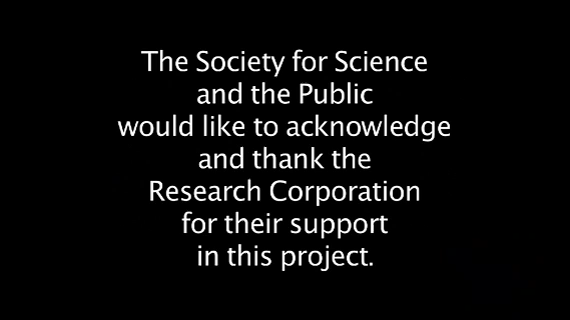 The Society for Science
and the Public
would like to acknowledge
and thank the
Research Corporation
for their support
in this project.